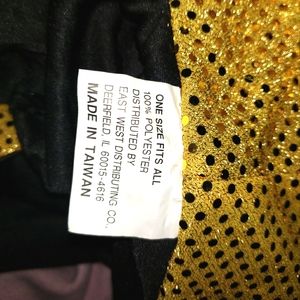 ONE SIZE FITS ALL
100% POLYESTER
DISTRIBUTED BY
EAST WEST DISTRIBUTING CO.,
DEERFIELD, IL 60015-4616
MADE IN TAIWAN